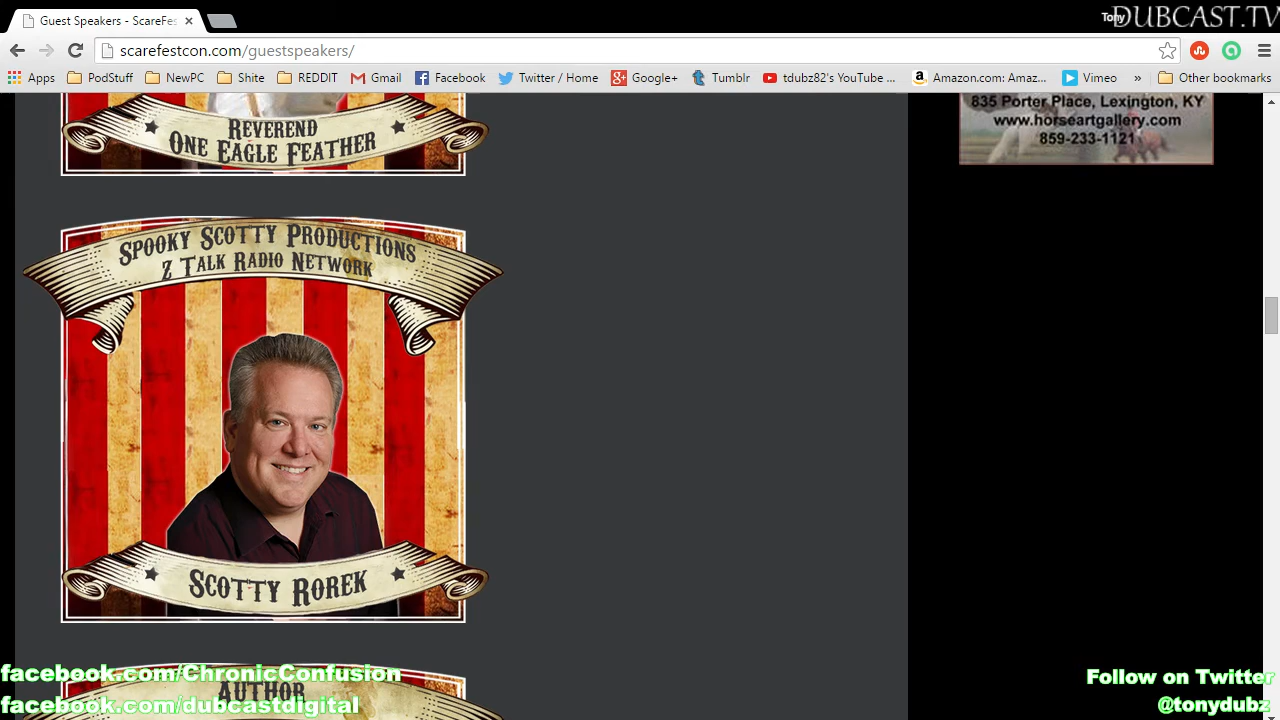 Guest Speakers - ScareFes
Tony
DUBCAST.TV
scarefestcon.com/guestspeakers/
Apps
PodStuff
NewPC
Shite
REDDIT
Gmail
Facebook
Twitter / Home
Google+
Tumblr
tdubz82's YouTube ...
Amazon.com: Amaz...
Vimeo
»
Other bookmarks
835 Porter Place, Lexington, KY
www.horseartgallery.com
859-233-1121
REVEREND
ONE EAGLE FEATHER
SPOOKY SCOTTY PRODUCTIONS
Z TALK RADIO NETWORK
SCOTTY ROREK
AUTHOR
facebook.com/ChronicConfusion
facebook.com/dubcastdigital
Follow on Twitter
@tonydubz